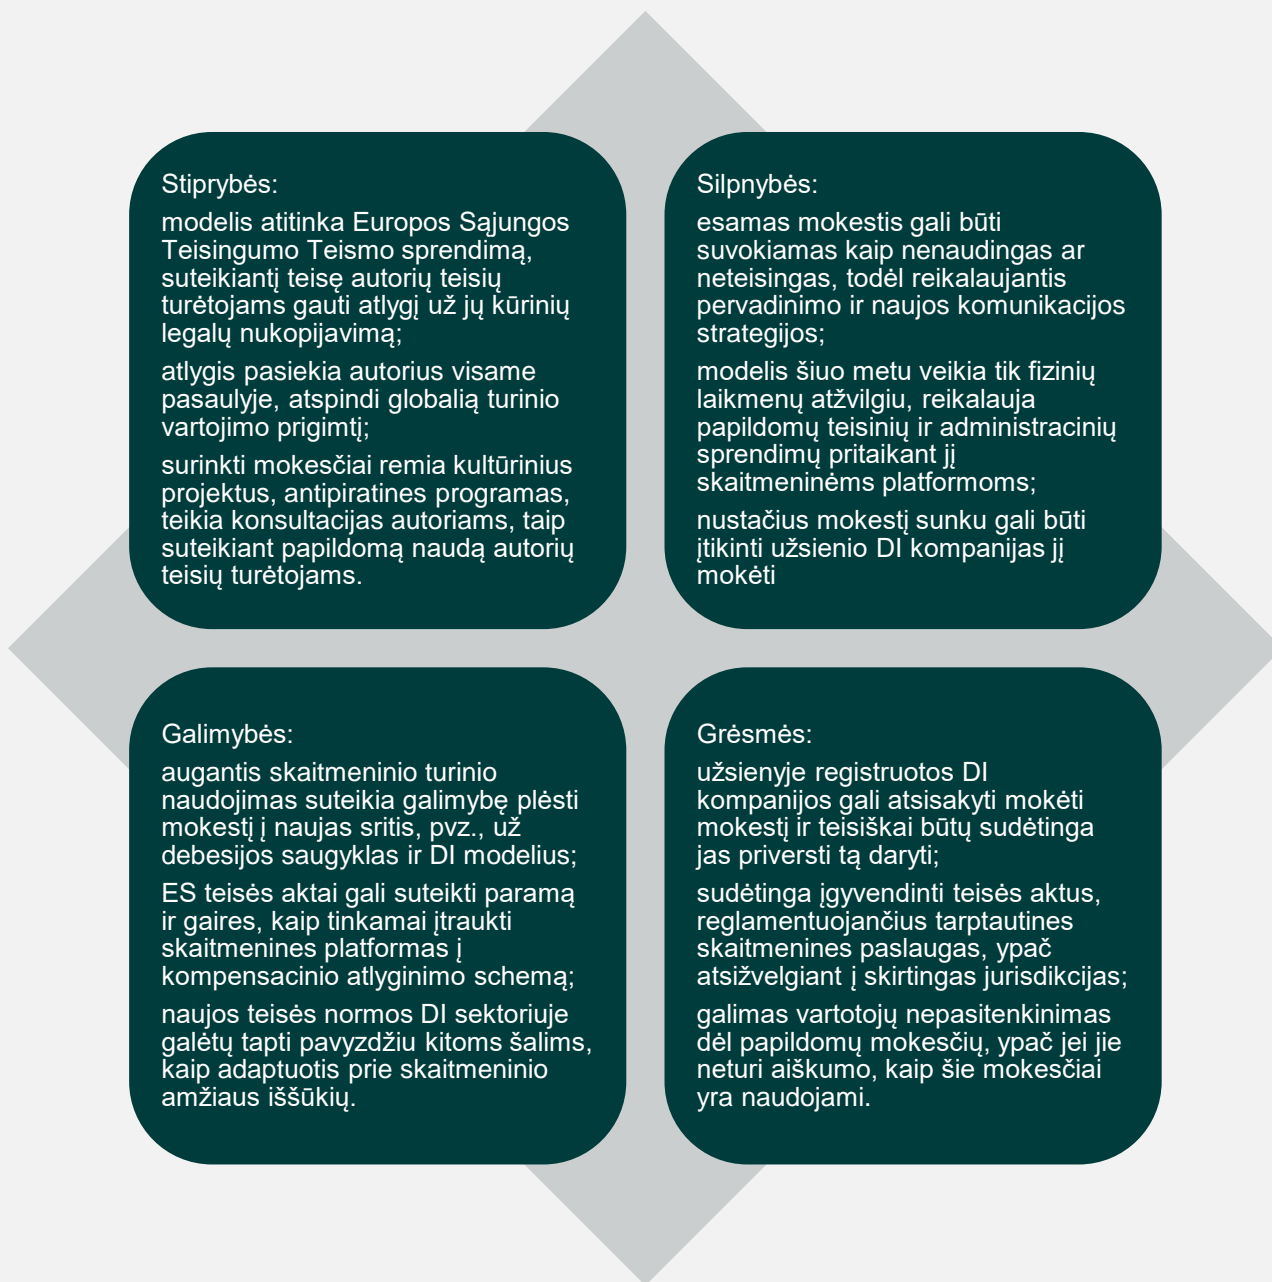 Stiprybės:
modelis atitinka Europos Sąjungos
Teisingumo Teismo sprendimą,
suteikiantį teisę autorių teisių
turėtojams gauti atlygį už jų kūrinių
legalų nukopijavimą;
atlygis pasiekia autorius visame
pasaulyje, atspindi globalią turinio
vartojimo prigimtį;
surinkti mokesčiai remia kultūrinius
projektus, antipiratines programas,
teikia konsultacijas autoriams, taip
suteikiant papildomą naudą autorių
teisių turėtojams.
Silpnybės:
esamas mokestis gali būti
suvokiamas kaip nenaudingas ar
neteisingas, todėl reikalaujantis
pervadinimo ir naujos komunikacijos
strategijos;
modelis šiuo metu veikia tik fizinių
laikmenų atžvilgiu, reikalauja
papildomų teisinių ir administracinių
sprendimų pritaikant jį
skaitmeninėms platformoms;
nustačius mokestį sunku gali būti
įtikinti užsienio DI kompanijas jį
mokėti
Galimybės:
augantis skaitmeninio turinio
naudojimas suteikia galimybę plėsti
mokestį į naujas sritis, pvz., už
debesijos saugyklas ir DI modelius;
ES teisės aktai gali suteikti paramą
ir gaires, kaip tinkamai įtraukti
skaitmenines platformas į
kompensacinio atlyginimo schemą;
naujos teisės normos DI sektoriuje
galėtų tapti pavyzdžiu kitoms šalims,
kaip adaptuotis prie skaitmeninio
amžiaus iššūkių.
Grėsmės:
užsienyje registruotos DI
kompanijos gali atsisakyti mokėti
mokestį ir teisiškai būtų sudėtinga
jas priversti tą daryti;
sudėtinga įgyvendinti teisės aktus,
reglamentuojančius tarptautines
skaitmenines paslaugas, ypač
atsižvelgiant į skirtingas jurisdikcijas;
galimas vartotojų nepasitenkinimas
dėl papildomų mokesčių, ypač jei jie
neturi aiškumo, kaip šie mokesčiai
yra naudojami.